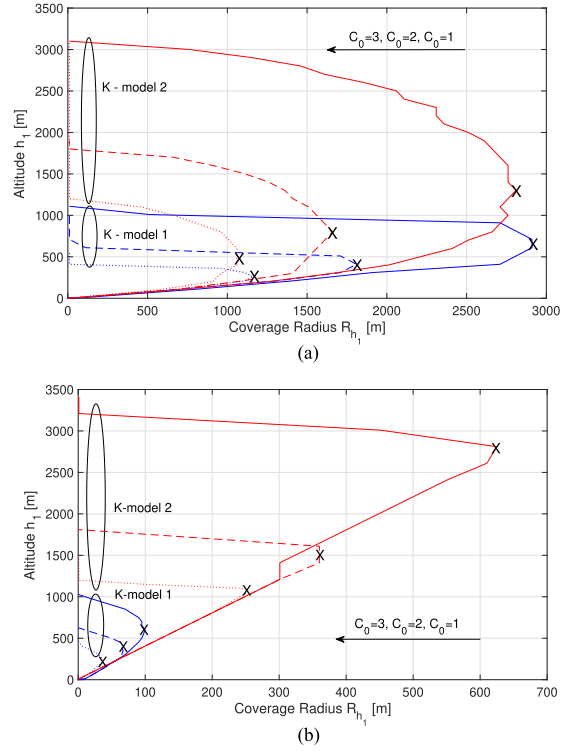 (a)
3500
3000
2500
2000
1500
1000
500
0
Altitude h₁ [m]
C₀=3, C₀=2, C₀=1
K - model 2
K - model 1
X
X
X
X
X
X
0 500 1000 1500 2000 2500 3000
Coverage Radius R_h₁ [m]
(a)
3500
3000
2500
2000
1500
1000
500
0
Altitude h₁ [m]
K-model 2
K-model 1
C₀=3, C₀=2, C₀=1
X
X
X
X
X
X
0 100 200 300 400 500 600 700
Coverage Radius R_h₁ [m]
(b)